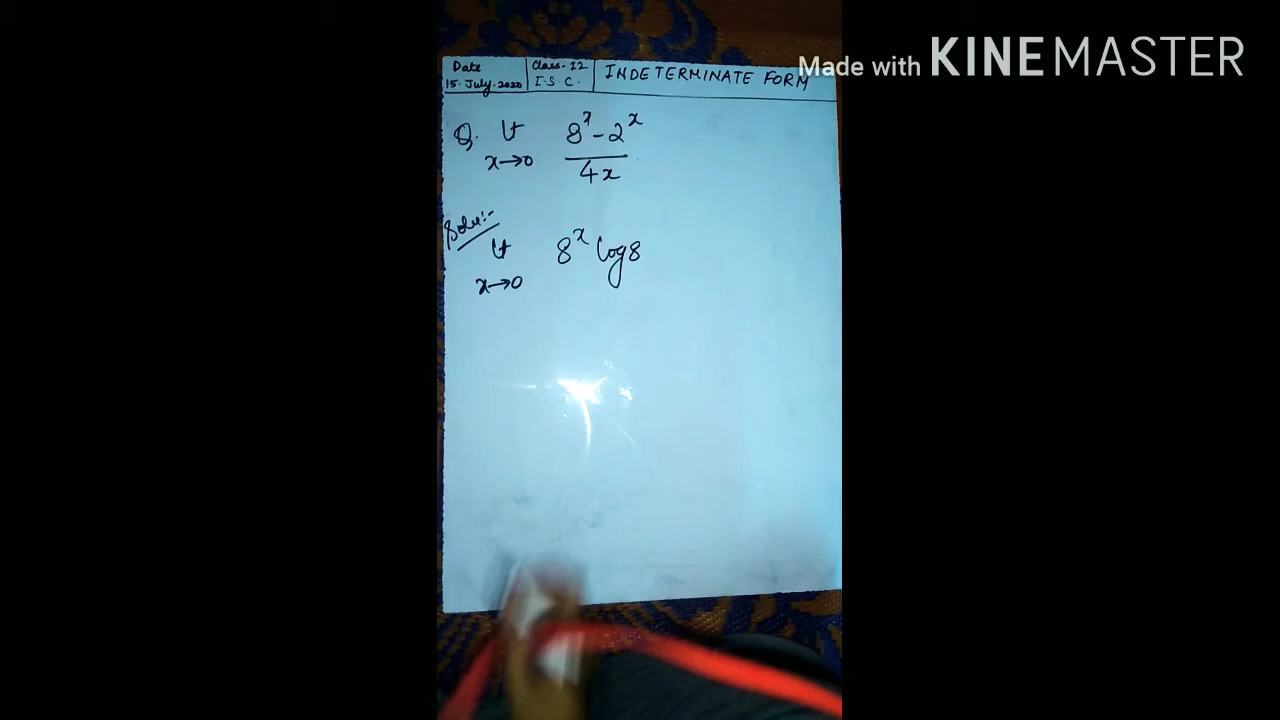 Made with KINEMASTER
Date
15. July. 2020
Class-12
I.S C.
INDETERMINATE FORM
Q. Lt 8^x - 2^x
x→0 4x
Solu:-
Lt 8^x log8
x→0